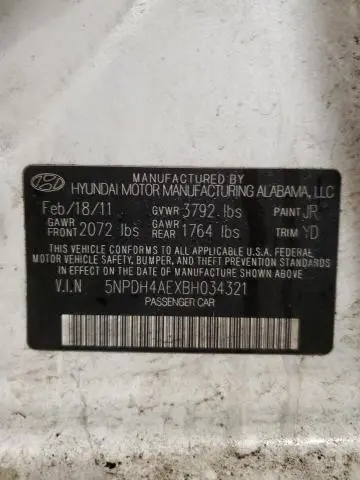 MANUFACTURED BY
HYUNDAI MOTOR MANUFACTURING ALABAMA, LLC
Feb/18/11 GVWR 3792 lbs PAINT JR
GAWR FRONT 2072 lbs GAWR REAR 1764 lbs TRIM YD
THIS VEHICLE CONFORMS TO ALL APPLICABLE U.S.A. FEDERAL
MOTOR VEHICLE SAFETY, BUMPER, AND THEFT PREVENTION
STANDARDS IN EFFECT ON THE DATE OF MANUFACTURE SHOWN ABOVE.
V.I.N. 5NPDH4AEXBH034321
PASSENGER CAR